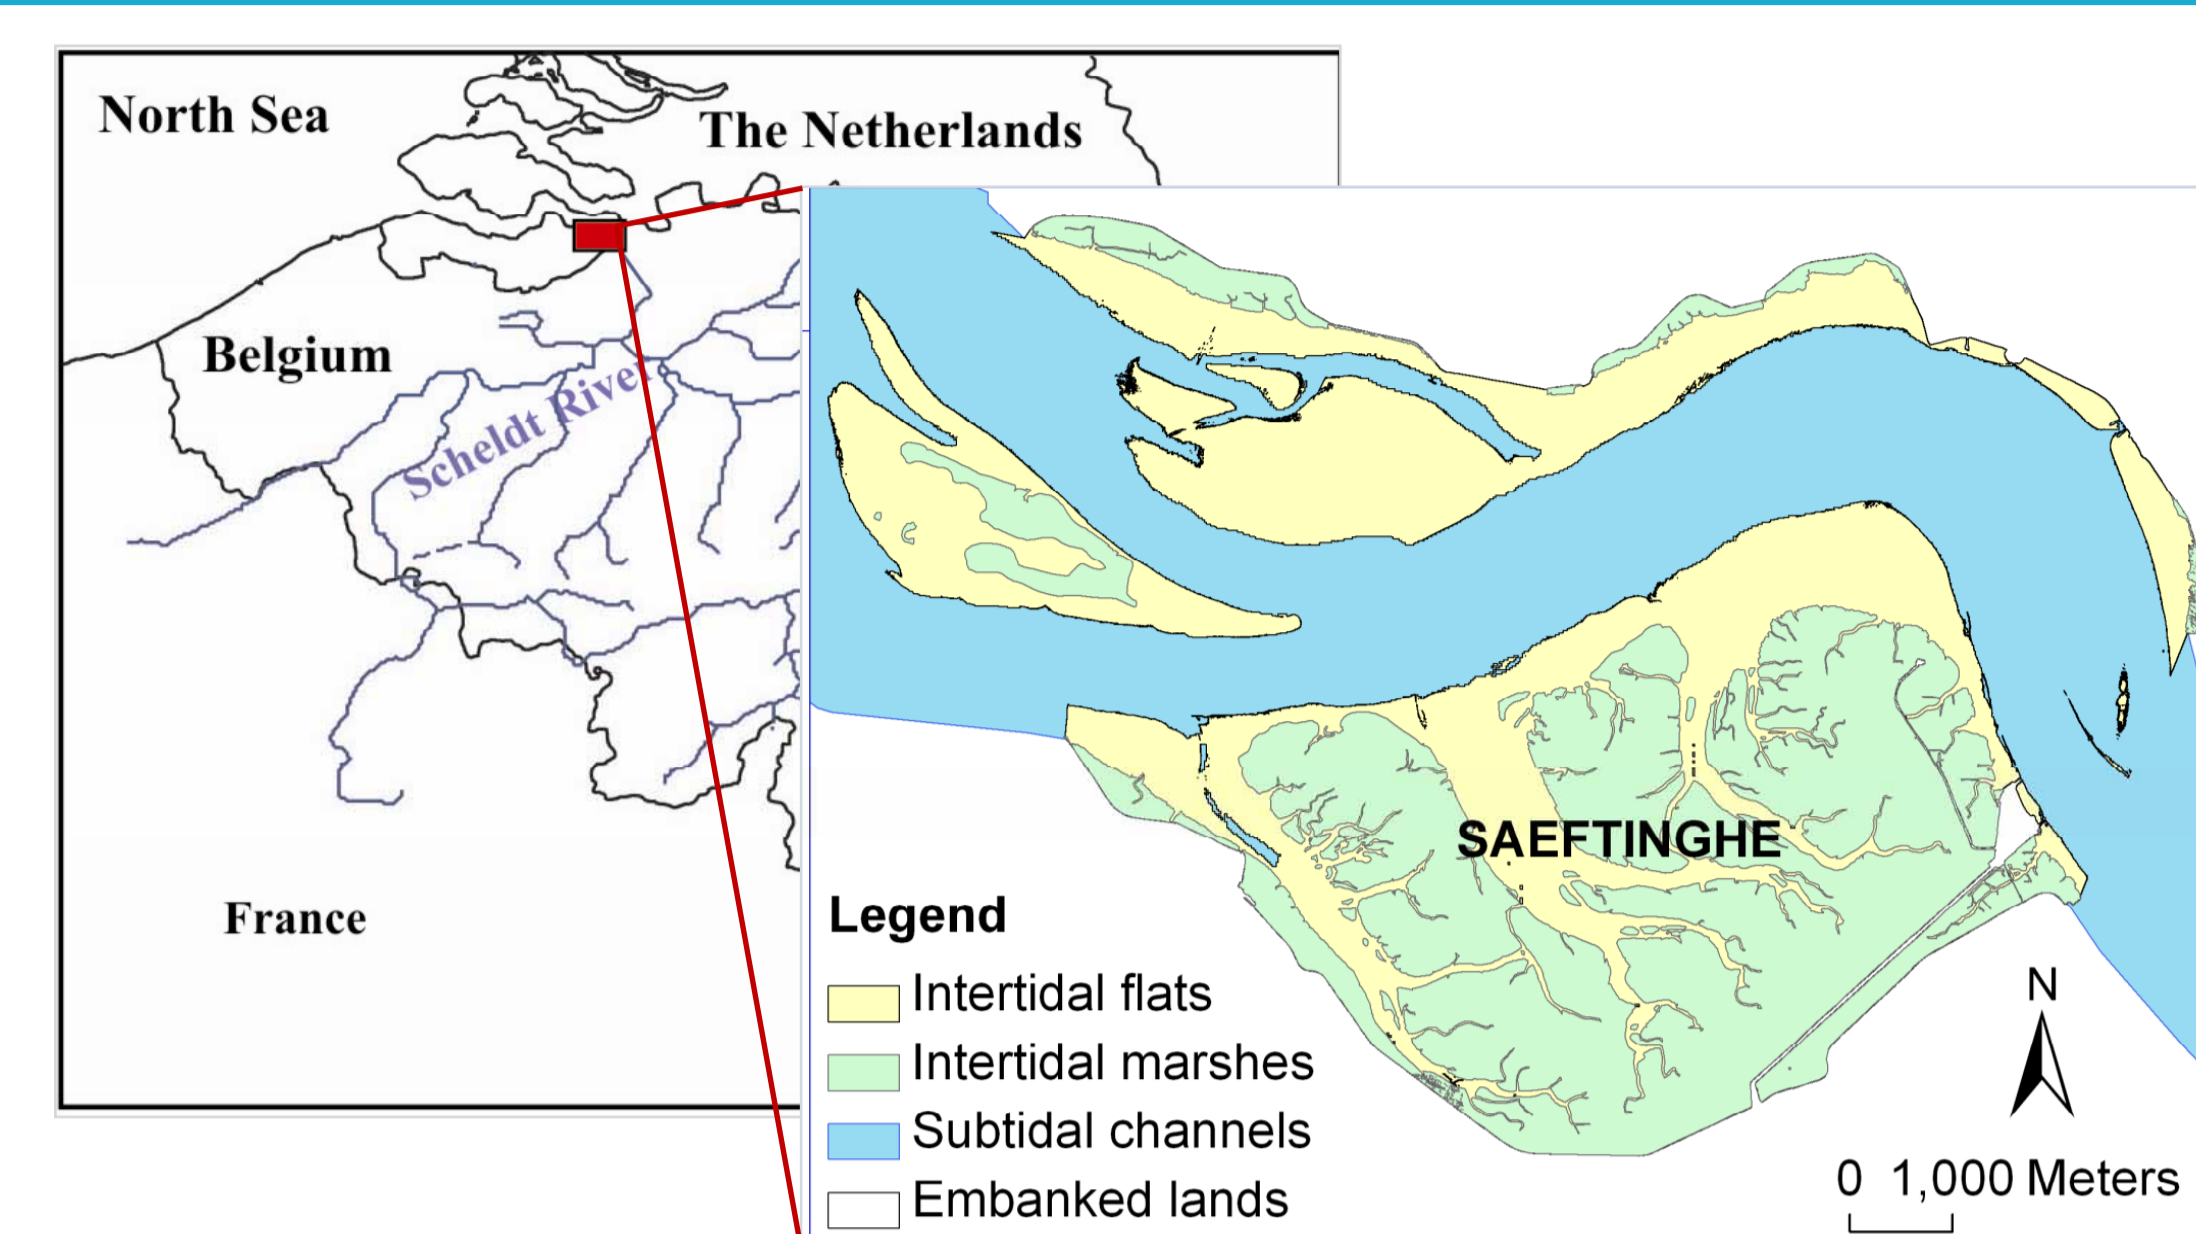 North Sea
The Netherlands
Belgium
Scheldt River
France
SAEFTINGHE
Legend
Intertidal flats
Intertidal marshes
Subtidal channels
Embanked lands
N
0 1,000 Meters